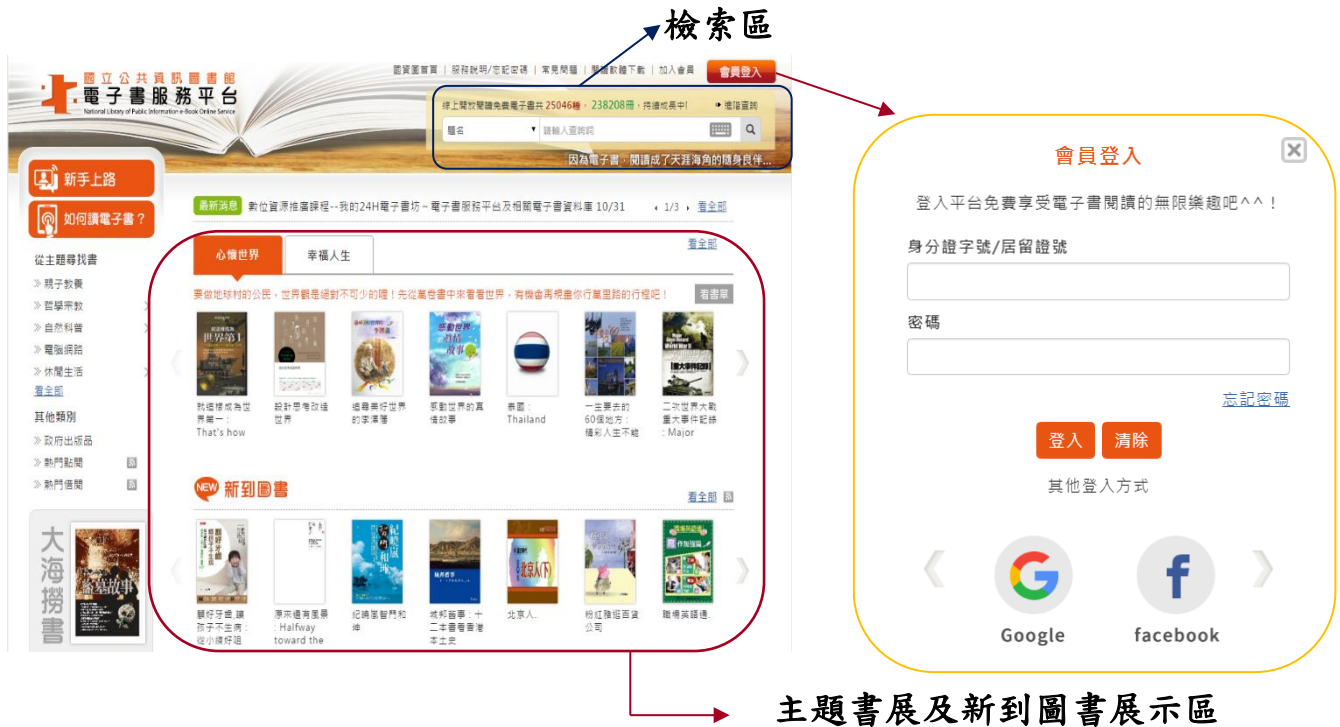 檢索區
國立公共資訊圖書館
電子書服務平台
National Library of Public Information e-Book Online Service
國資圖首頁 | 服務說明/忘記密碼 | 常見問題 | 閱讀軟體下載 | 加入會員
會員登入
線上開放閱讀免費電子書共 25046種,238208冊,持續成長中!
進階查詢
題名
請輸入查詢詞
因為電子書,閱讀成了天涯海角的隨身良伴...
新手上路
如何讀電子書?
最新消息 數位資源推廣課程--我的24H電子書坊~電子書服務平台及相關電子書資料庫 10/31
1/3
看全部
從主題尋找書
親子教養
哲學宗教
自然科普
電腦網路
休閒生活
看全部
其他類別
政府出版品
熱門點閱
熱門借閱
大海撈書
心懷世界
幸福人生
看全部
要做地球村的公民,世界觀是絕對不可少的喔!先從萬卷書中來看看世界,有機會再規畫你行萬里路的行程吧!
看書單
就這樣成為世界第一:
That's how
設計思考改造
世界
追尋美好世界
的李澤藩
感動世界的真
情故事
泰國:
Thailand
一生要去的
60個地方:
精彩人生不能
二次世界大戰
重大事件記錄
: Major
NEW 新到圖書
看全部
顧好牙齒,讓
孩子不生病:
從小練好咀
原來還有風景
: Halfway
toward the
紀曉嵐智鬥和
珅
城邦舊事:十
二本書看香港
本土史
北京人.
粉紅豬逛百貨
公司
職場英語通.
會員登入
登入平台免費享受電子書閱讀的無限樂趣吧^^!
身分證字號/居留證號
密碼
忘記密碼
登入
清除
其他登入方式
Google
facebook
主題書展及新到圖書展示區